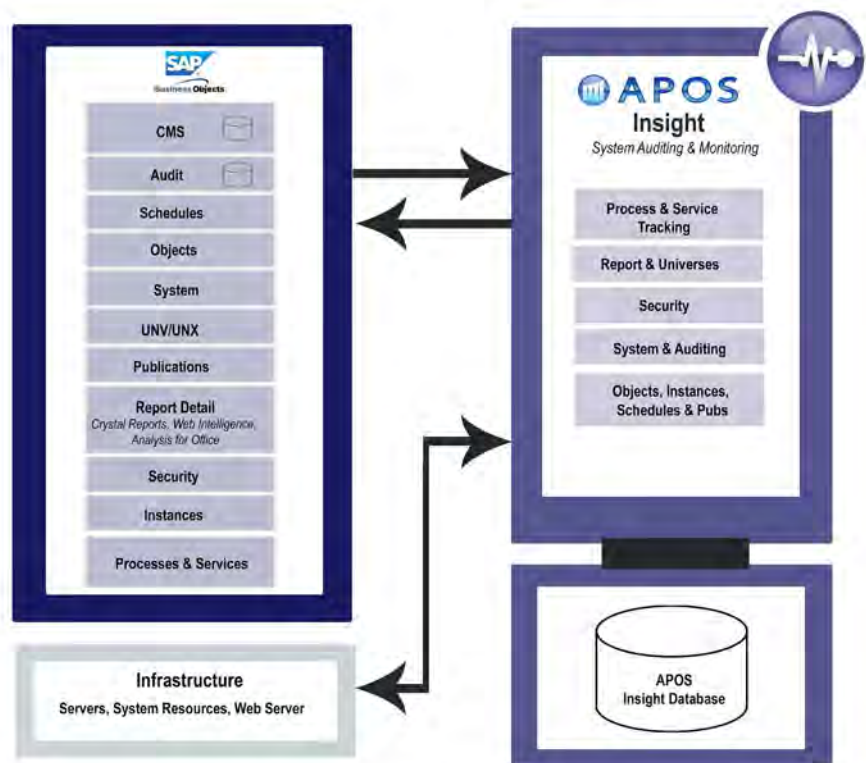 SAP
Business Objects
CMS
Audit
Schedules
Objects
System
UNV/UNX
Publications
Report Detail
Crystal Reports, Web Intelligence,
Analysis for Office
Security
Instances
Processes & Services
Infrastructure
Servers, System Resources, Web Server
APOS
Insight
System Auditing & Monitoring
Process & Service
Tracking
Report & Universes
Security
System & Auditing
Objects, Instances,
Schedules & Pubs
APOS
Insight Database